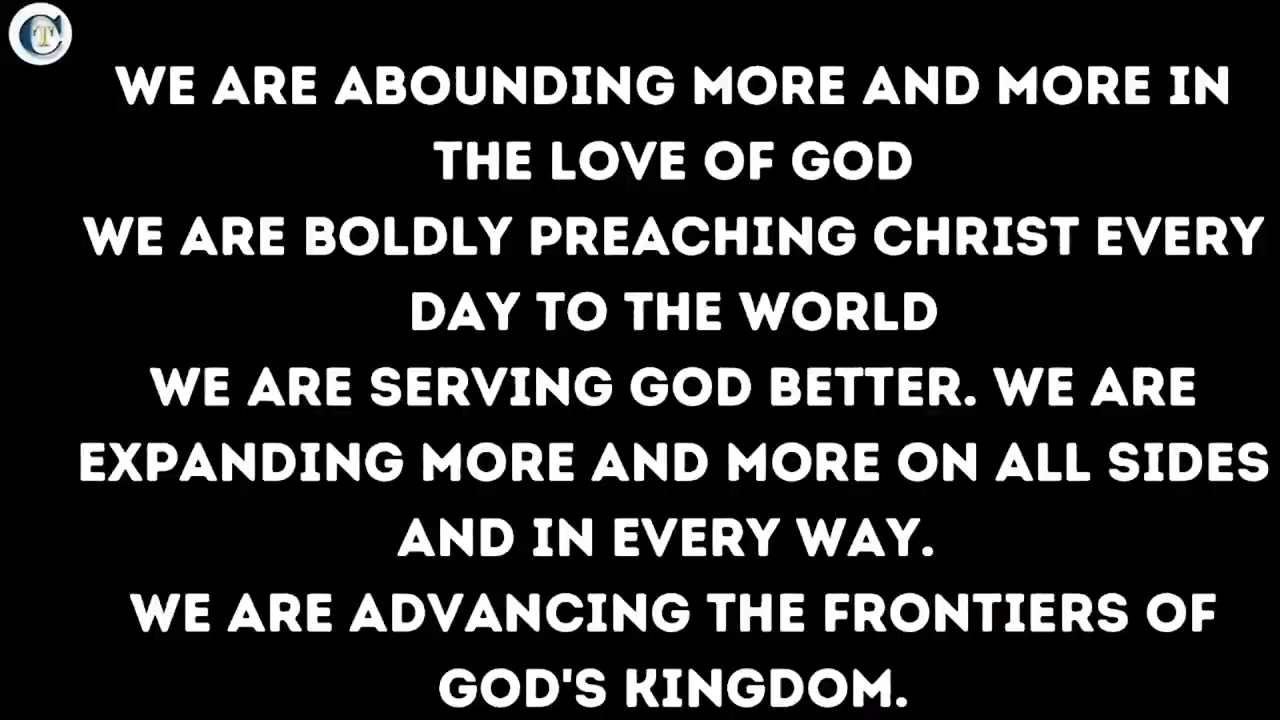 CT
WE ARE ABOUNDING MORE AND MORE IN
THE LOVE OF GOD
WE ARE BOLDLY PREACHING CHRIST EVERY
DAY TO THE WORLD
WE ARE SERVING GOD BETTER. WE ARE
EXPANDING MORE AND MORE ON ALL SIDES
AND IN EVERY WAY.
WE ARE ADVANCING THE FRONTIERS OF
GOD'S KINGDOM.